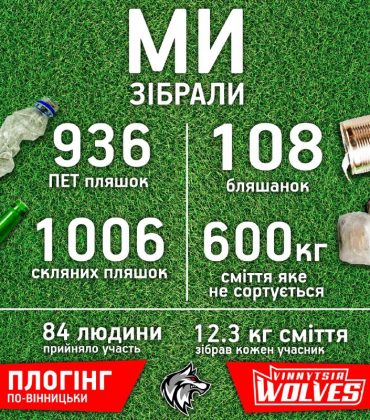 МИ
ЗІБРАЛИ
936
ПЕТ пляшок
108
бляшанок
1006
скляних пляшок
600кг
сміття яке
не сортується
84 людини
прийняло участь
12.3 кг сміття
зібрав кожен учасник
ПЛОГІНГ
ПО-ВІННИЦЬКИ
VINNYTSIA
WOLVES